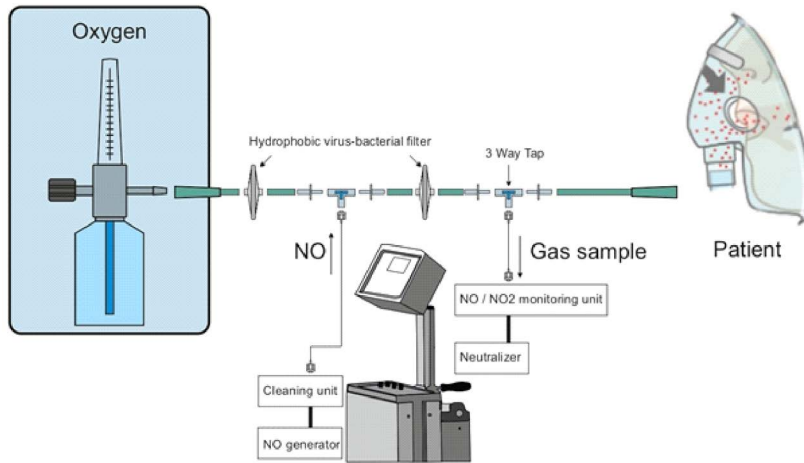 Oxygen
Hydrophobic virus-bacterial filter
3 Way Tap
NO
Gas sample
Patient
NO / NO2 monitoring unit
Neutralizer
Cleaning unit
NO generator